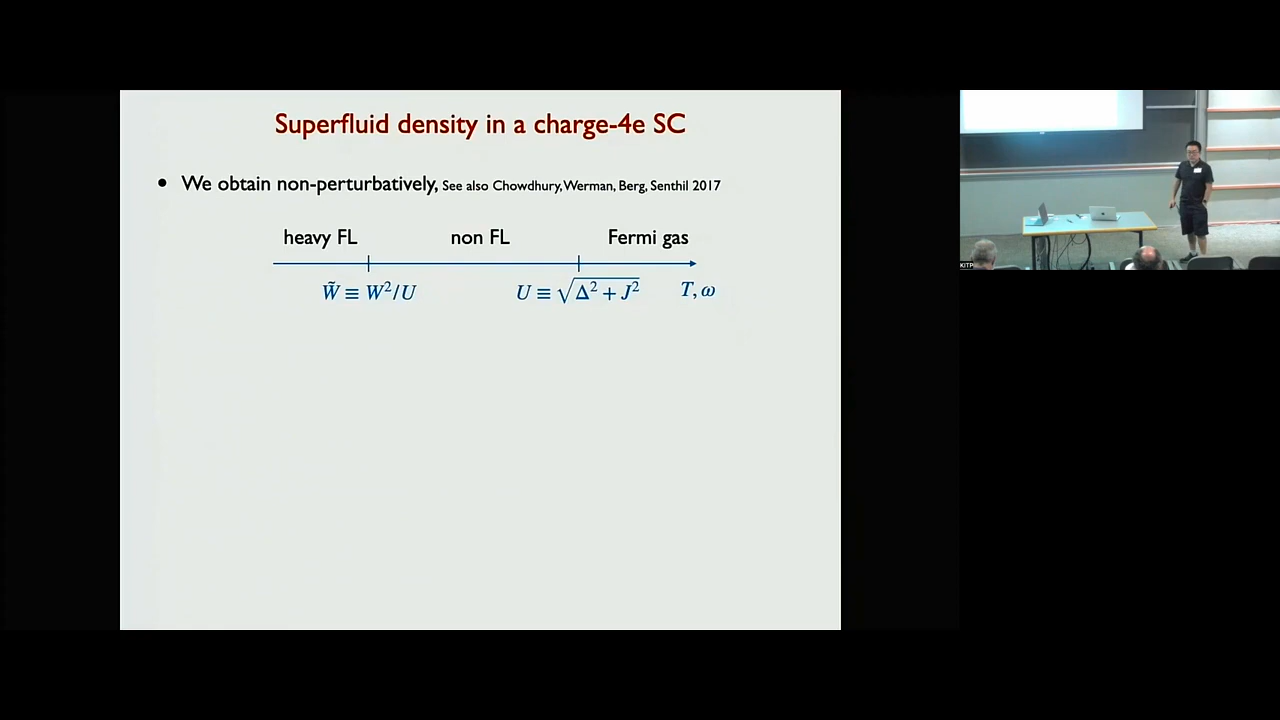 Superfluid density in a charge-4e SC
• We obtain non-perturbatively, See also Chowdhury, Werman, Berg, Senthil 2017
heavy FL non FL Fermi gas
W̃ ≡ W²/U U ≡ √(Δ² + J²) T, ω
KITP